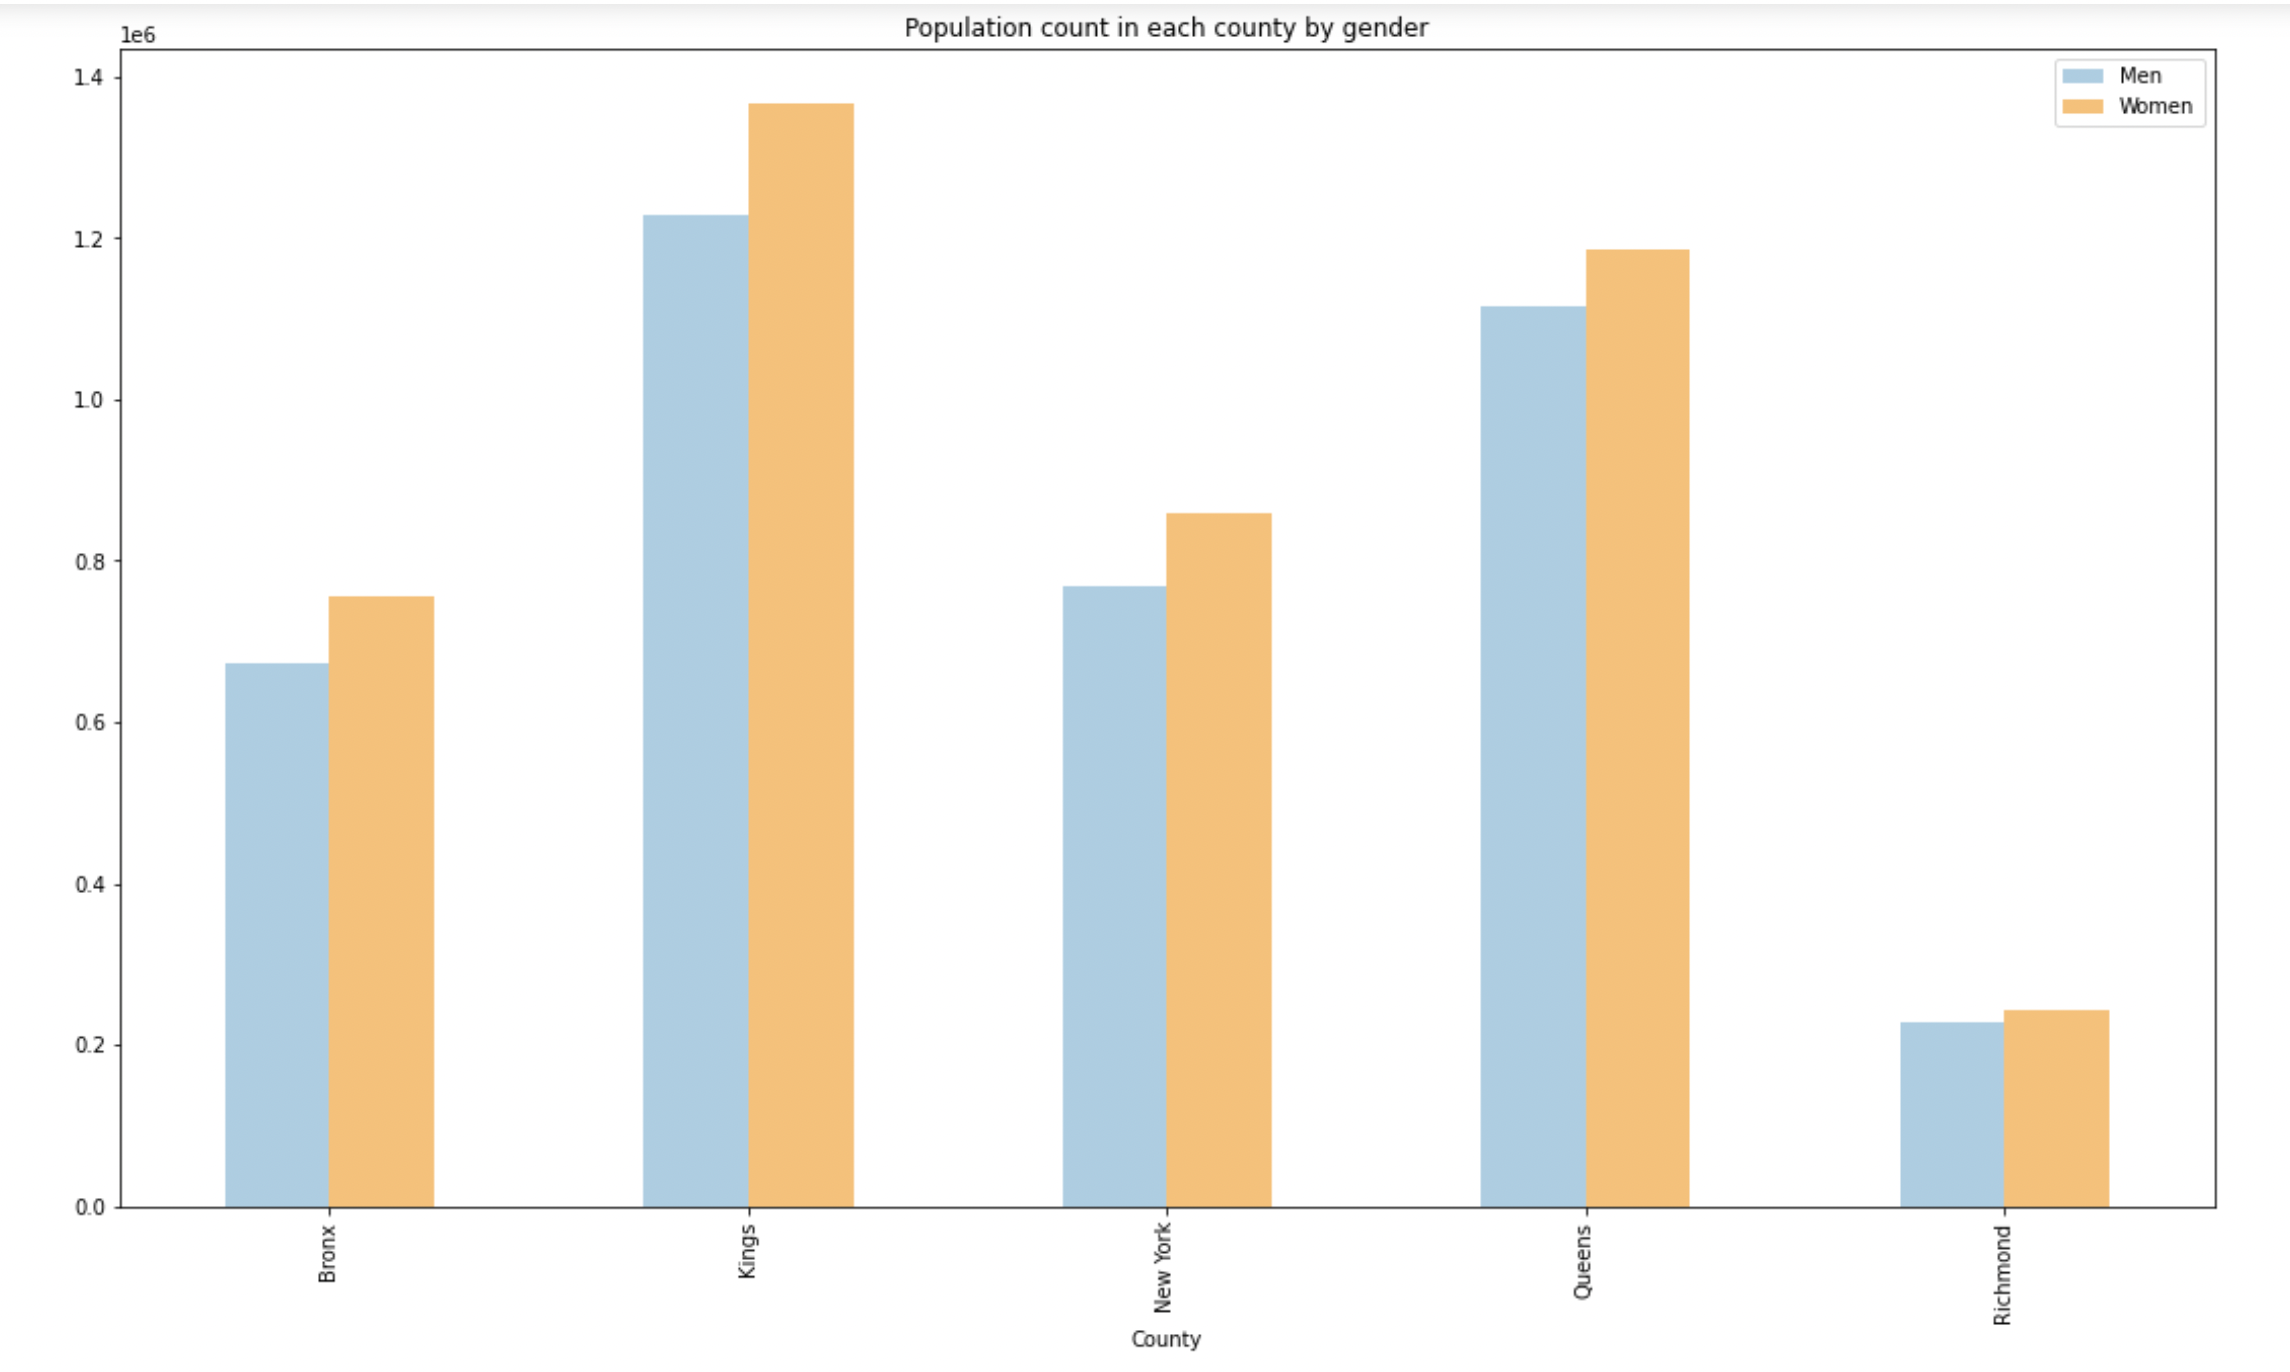 Population count in each county by gender
1e6
1.4
1.2
1.0
0.8
0.6
0.4
0.2
0.0
Men
Women
Bronx
Kings
New York
Queens
Richmond
County